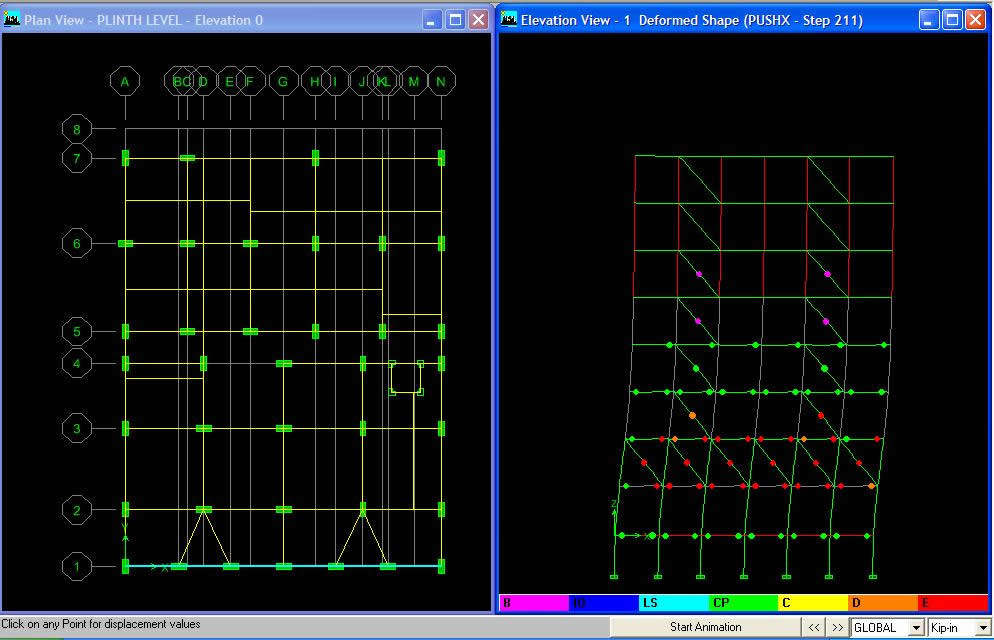 Plan View - PLINTH LEVEL - Elevation 0
A B C D E F G H I J K L M N
8
7
6
5
4
3
2
1
Y
X
Elevation View - 1 Deformed Shape (PUSHX - Step 211)
Z
X
B IO LS CP C D E
Click on any Point for displacement values
Start Animation << >> GLOBAL Kip-in